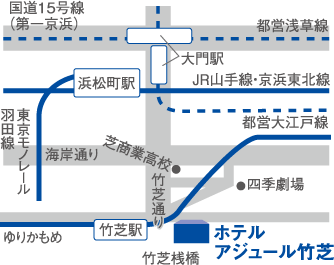 国道15号線
(第一京浜)
都営浅草線
大門駅
浜松町駅
JR山手線・京浜東北線
都営大江戸線
東京モノレール
羽田線
海岸通り
芝商業高校
竹芝通り
四季劇場
竹芝駅
ゆりかもめ
竹芝桟橋
ホテル
アジュール竹芝